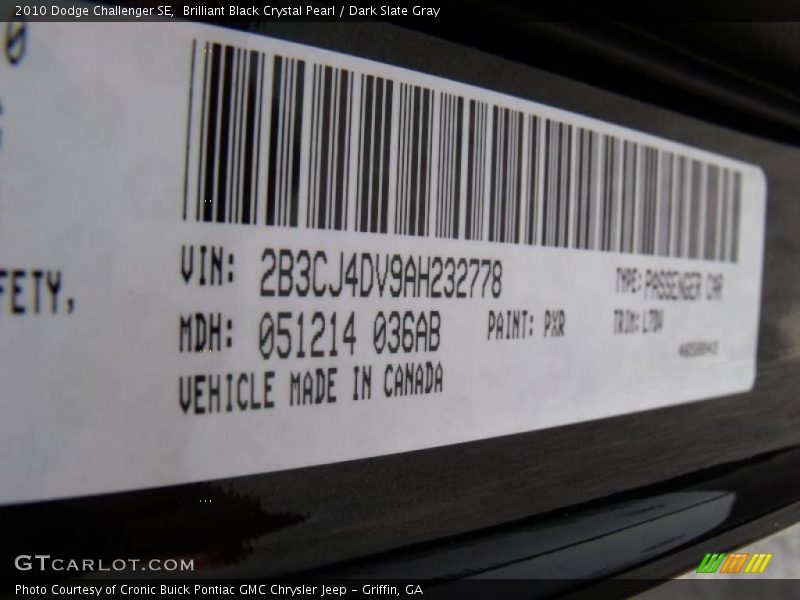 2010 Dodge Challenger SE,  Brilliant Black Crystal Pearl / Dark Slate Gray
0
FETY,
VIN: 2B3CJ4DV9AH232778 TYPE: PASSENGER CAR
MDH: 051214 036AB PAINT: PXR TRIM: L7DV
VEHICLE MADE IN CANADA
GTCARLOT.COM
Photo Courtesy of Cronic Buick Pontiac GMC Chrysler Jeep - Griffin, GA